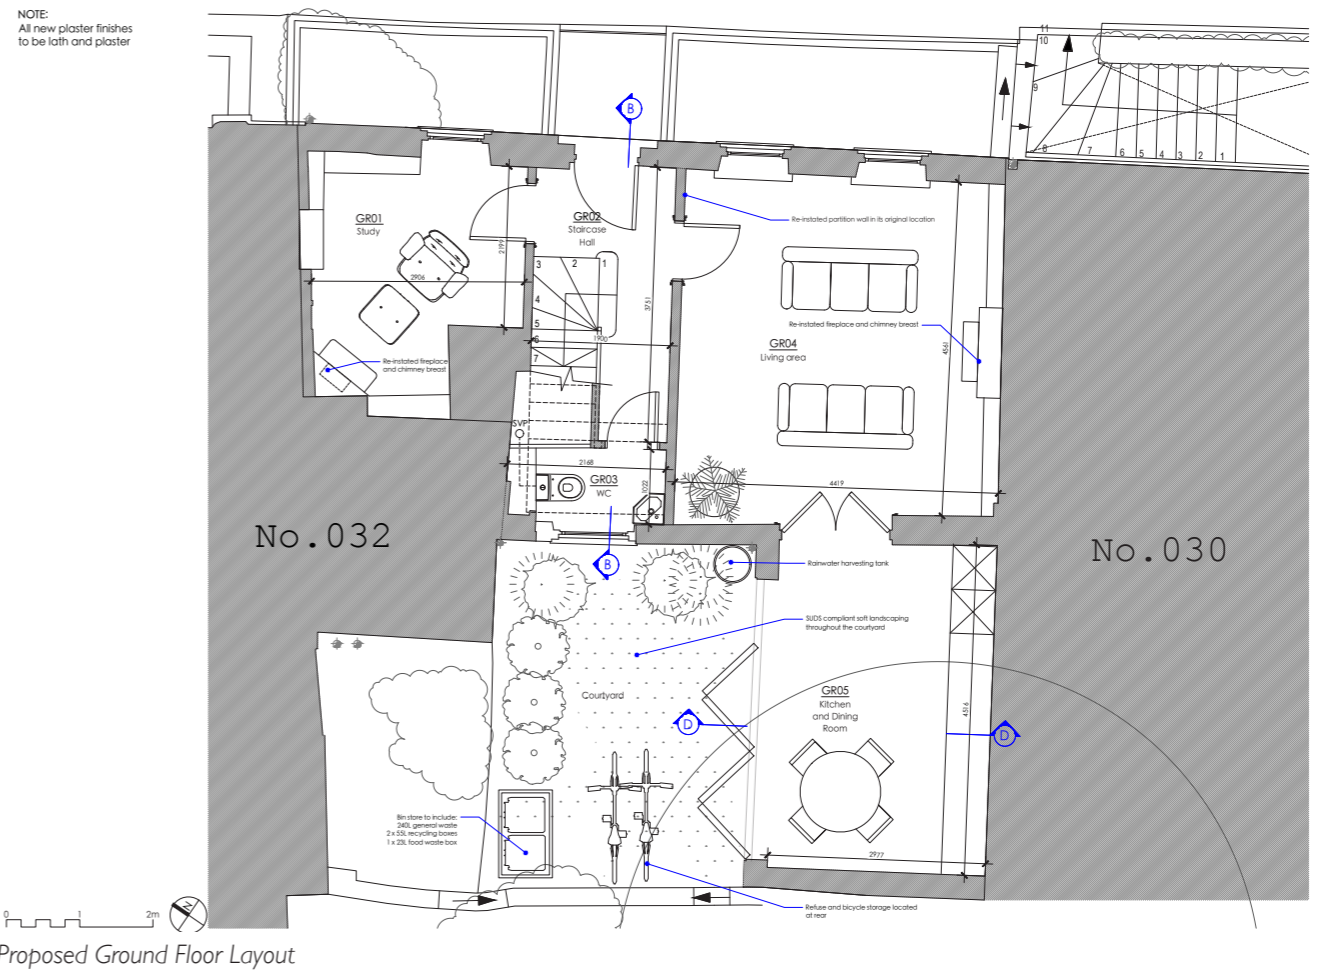 NOTE:
All new plaster finishes
to be lath and plaster
11
10
9
8
7
6
5
4
3
2
1
B
GR01
Study
2199
2906
Re-instated fireplace
and chimney breast
GR02
Staircase
Hall
3
2
1
4
5
6
7
3751
1900
Re-instated partition wall in its original location
Re-instated fireplace and chimney breast
GR04
Living area
4561
4419
SVP
2168
GR03
WC
1022
B
No.032
No.030
Rainwater harvesting tank
SUDS compliant soft landscaping
throughout the courtyard
Courtyard
GR05
Kitchen
and Dining
Room
4516
D
D
Bin store to include:
240L general waste
2 x 55L recycling boxes
1 x 23L food waste box
2977
Refuse and bicycle storage located
at rear
0
1
2m
N
Proposed Ground Floor Layout